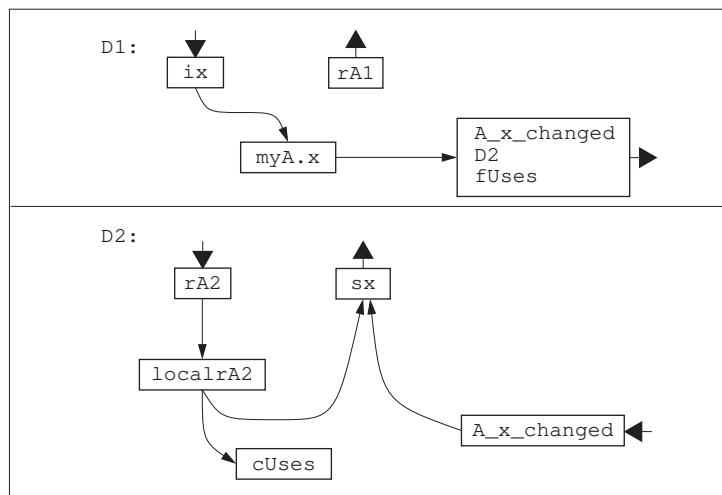 D1:
ix
rA1
myA.x
A_x_changed
D2
fUses
D2:
rA2
sx
localrA2
A_x_changed
cUses